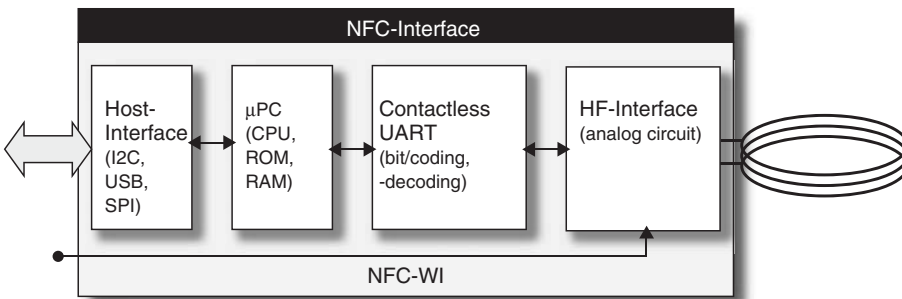 NFC-Interface
Host-
Interface
(I2C,
USB,
SPI)
μPC
(CPU,
ROM,
RAM)
Contactless
UART
(bit/coding,
-decoding)
HF-Interface
(analog circuit)
NFC-WI